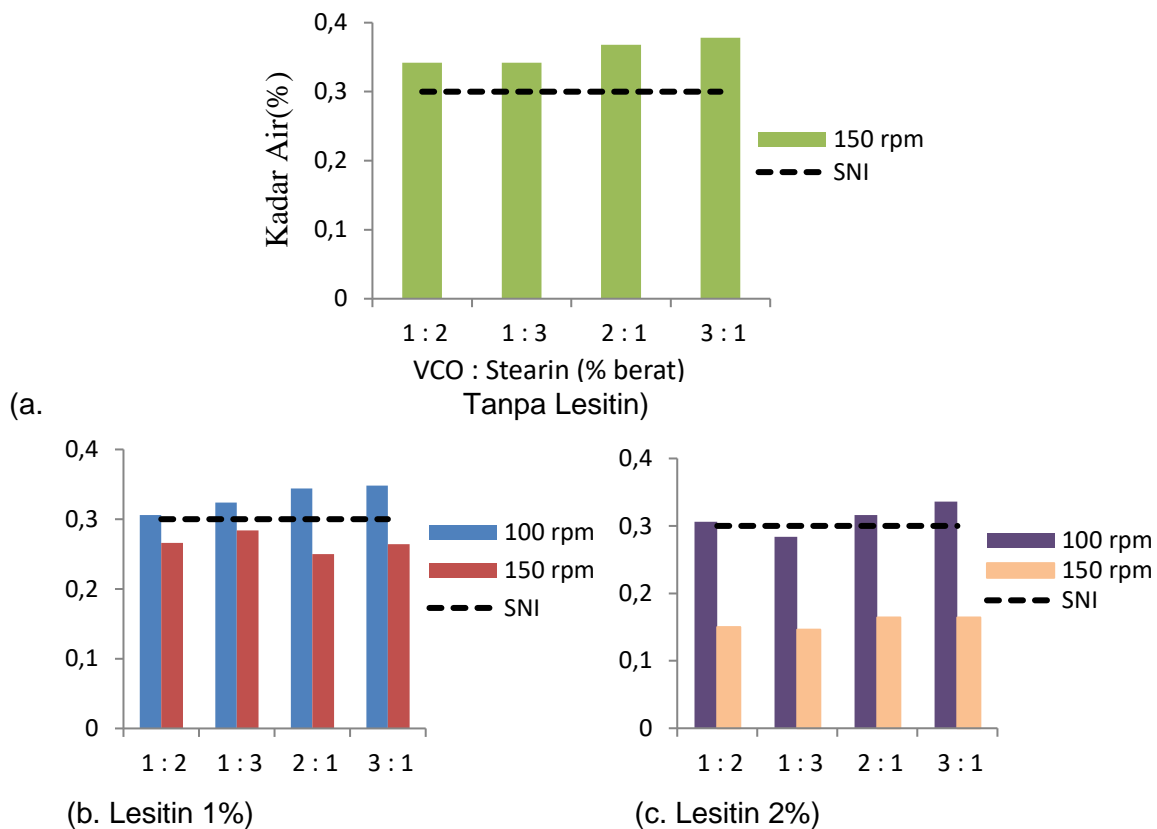 0,4
0,3
0,2
0,1
0
Kadar Air(%)
150 rpm
SNI
1 : 2 1 : 3 2 : 1 3 : 1
VCO : Stearin (% berat)
(a. Tanpa Lesitin)
0,4
0,3
0,2
0,1
0
100 rpm
150 rpm
SNI
1 : 2 1 : 3 2 : 1 3 : 1
(b. Lesitin 1%)
0,4
0,3
0,2
0,1
0
100 rpm
150 rpm
SNI
1 : 2 1 : 3 2 : 1 3 : 1
(c. Lesitin 2%)